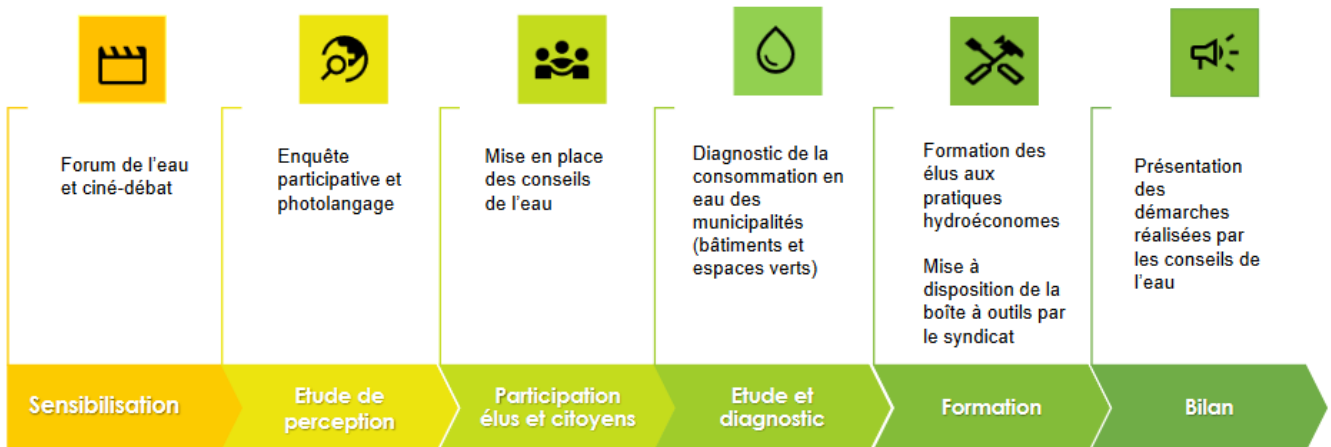 Forum de l'eau
et ciné-débat
Enquête
participative et
photolangage
Mise en place
des conseils
de l'eau
Diagnostic de la
consommation en
eau des
municipalités
(bâtiments et
espaces verts)
Formation des
élus aux
pratiques
hydroéconomes
Mise à
disposition de la
boîte à outils par
le syndicat
Présentation
des
démarches
réalisées par
les conseils de
l'eau
Sensibilisation
Etude de
perception
Participation
élus et citoyens
Etude et
diagnostic
Formation
Bilan